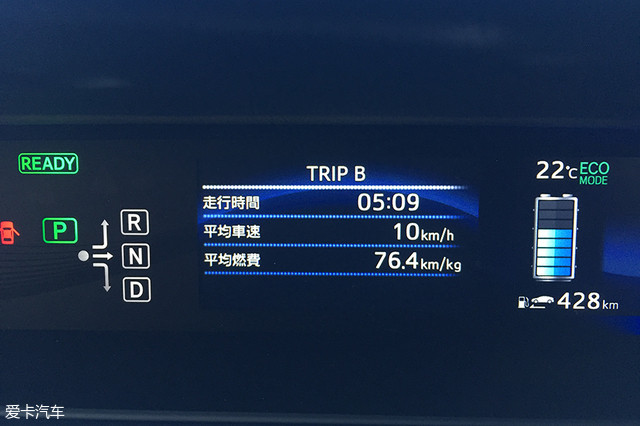 READY
TRIP B
22℃ ECO MODE
走行時間 05:09
P R
平均車速 10km/h
N
平均燃費 76.4km/kg
D
428km
爱卡汽车